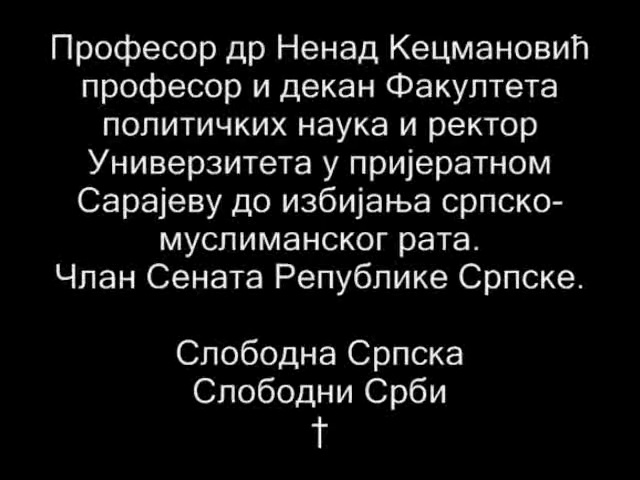 Професор др Ненад Кецмановић
професор и декан Факултета
политичких наука и ректор
Универзитета у пријератном
Сарајеву до избијања српско-
муслиманског рата.
Члан Сената Републике Српске.
Слободна Српска
Слободни Срби
†